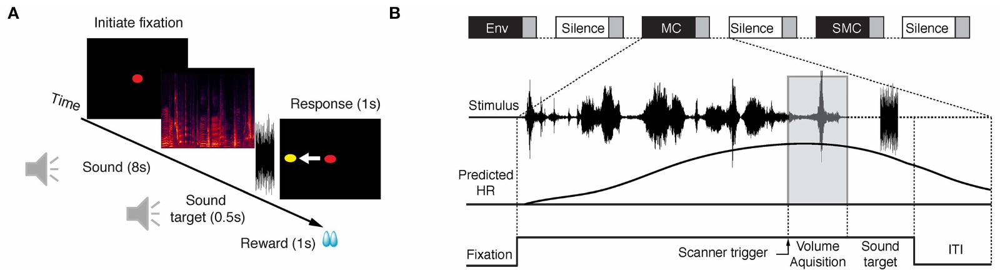 A
Initiate fixation
Time
Response (1s)
Sound (8s)
Sound
target (0.5s)
Reward (1s)
B
Env
Silence
MC
Silence
SMC
Silence
Stimulus
Predicted
HR
Fixation
Scanner trigger
Volume
Aquisition
Sound
target
ITI